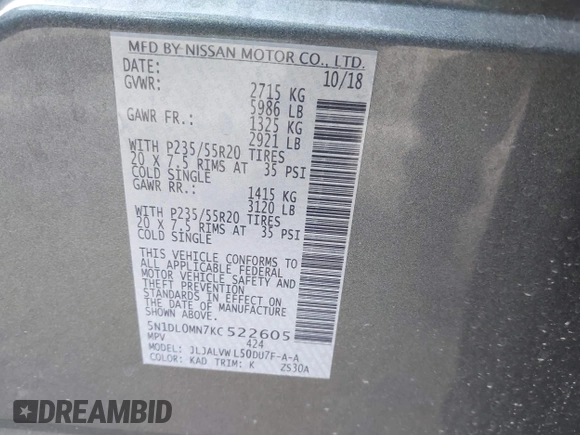 MFD BY NISSAN MOTOR CO., LTD.
DATE: 10/18
GVWR: 2715 KG
5986 LB
GAWR FR.: 1325 KG
2921 LB
WITH P235/55R20 TIRES
20 X 7.5 RIMS AT 35 PSI
COLD SINGLE
GAWR RR.: 1415 KG
3120 LB
WITH P235/55R20 TIRES
20 X 7.5 RIMS AT 35 PSI
COLD SINGLE
THIS VEHICLE CONFORMS TO
ALL APPLICABLE FEDERAL
MOTOR VEHICLE SAFETY AND
THEFT PREVENTION
STANDARDS IN EFFECT ON
THE DATE OF MANUFACTURE
SHOWN ABOVE.
5N1DL0MN7KC522605
MPV 424
MODEL: JLJALVWL50DU7F-A-A
COLOR: KAD TRIM: K 2S30A
DREAMBID